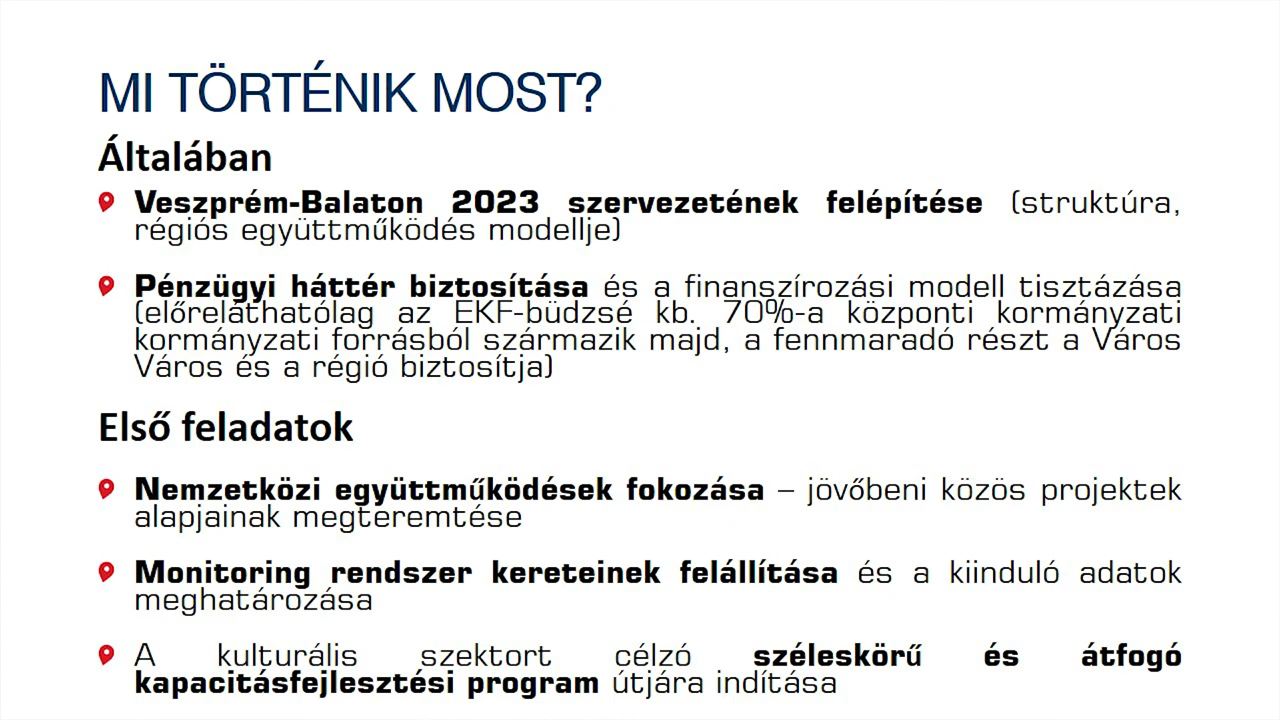 MI TÖRTÉNIK MOST?
Általában
Veszprém-Balaton 2023 szervezetének felépítése (struktúra,
régiós együttműködés modellje)
Pénzügyi háttér biztosítása és a finanszírozási modell tisztázása
(előreláthatólag az EKF-büdzsé kb. 70%-a központi kormányzati
kormányzati forrásból származik majd, a fennmaradó részt a Város
Város és a régió biztosítja)
Első feladatok
Nemzetközi együttműködések fokozása – jövőbeni közös projektek
alapjainak megteremtése
Monitoring rendszer kereteinek felállítása és a kiinduló adatok
meghatározása
A kulturális szektort célzó széleskörű és átfogó
kapacitásfejlesztési program útjára indítása